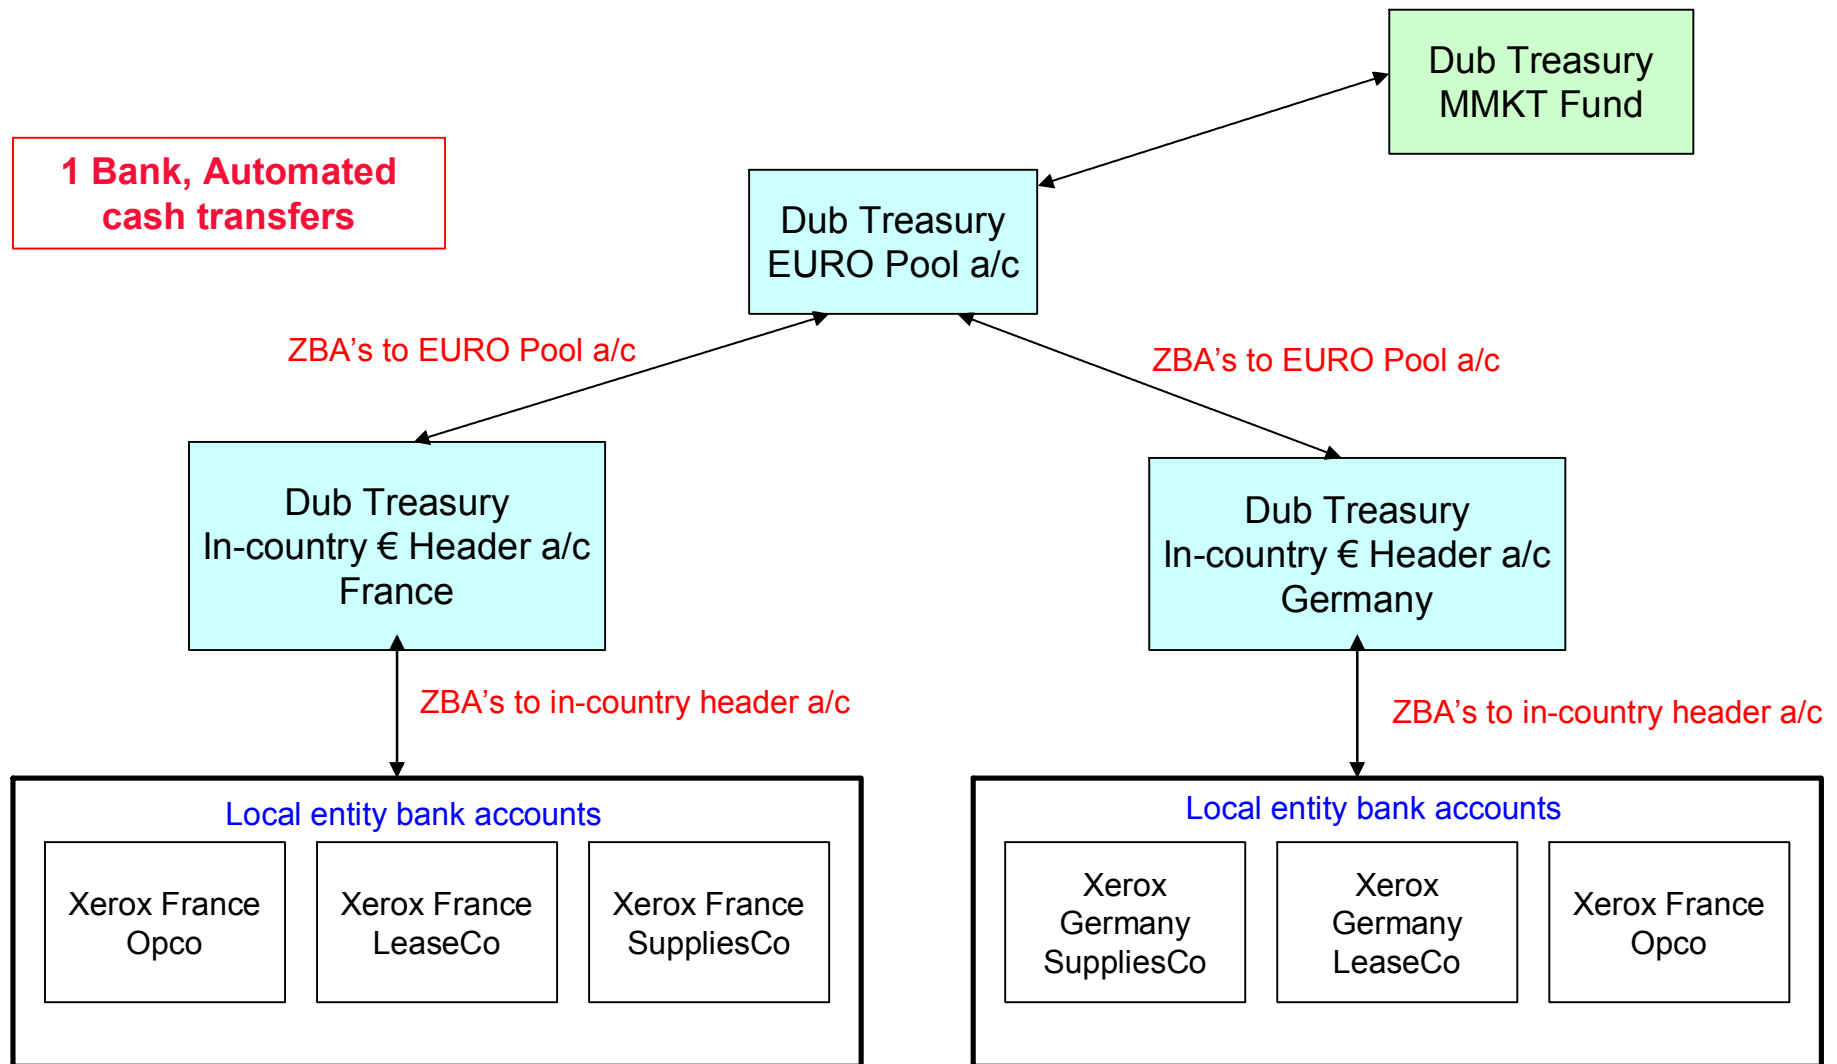 Dub Treasury
MMKT Fund
1 Bank, Automated
cash transfers
Dub Treasury
EURO Pool a/c
ZBA's to EURO Pool a/c
ZBA's to EURO Pool a/c
Dub Treasury
In-country € Header a/c
France
Dub Treasury
In-country € Header a/c
Germany
ZBA's to in-country header a/c
ZBA's to in-country header a/c
Local entity bank accounts
Xerox France
Opco
Xerox France
LeaseCo
Xerox France
SuppliesCo
Local entity bank accounts
Xerox
Germany
SuppliesCo
Xerox
Germany
LeaseCo
Xerox France
Opco